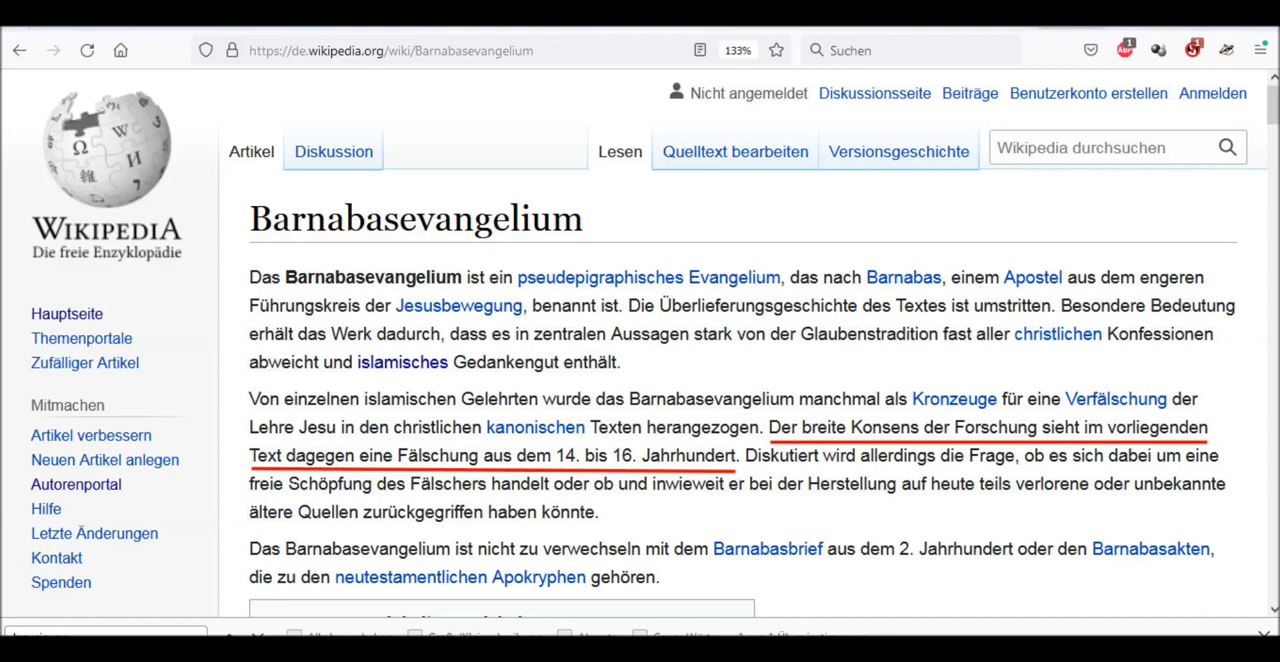 https://de.wikipedia.org/wiki/Barnabasevangelium
133%
Suchen
1
1
Nicht angemeldet Diskussionsseite Beiträge Benutzerkonto erstellen Anmelden
Artikel Diskussion Lesen Quelltext bearbeiten Versionsgeschichte Wikipedia durchsuchen
WIKIPEDIA
Die freie Enzyklopädie
Hauptseite
Themenportale
Zufälliger Artikel
Mitmachen
Artikel verbessern
Neuen Artikel anlegen
Autorenportal
Hilfe
Letzte Änderungen
Kontakt
Spenden
Barnabasevangelium
Das Barnabasevangelium ist ein pseudepigraphisches Evangelium, das nach Barnabas, einem Apostel aus dem engeren
Führungskreis der Jesusbewegung, benannt ist. Die Überlieferungsgeschichte des Textes ist umstritten. Besondere Bedeutung
erhält das Werk dadurch, dass es in zentralen Aussagen stark von der Glaubenstradition fast aller christlichen Konfessionen
abweicht und islamisches Gedankengut enthält.
Von einzelnen islamischen Gelehrten wurde das Barnabasevangelium manchmal als Kronzeuge für eine Verfälschung der
Lehre Jesu in den christlichen kanonischen Texten herangezogen. Der breite Konsens der Forschung sieht im vorliegenden
Text dagegen eine Fälschung aus dem 14. bis 16. Jahrhundert. Diskutiert wird allerdings die Frage, ob es sich dabei um eine
freie Schöpfung des Fälschers handelt oder ob und inwieweit er bei der Herstellung auf heute teils verlorene oder unbekannte
ältere Quellen zurückgegriffen haben könnte.
Das Barnabasevangelium ist nicht zu verwechseln mit dem Barnabasbrief aus dem 2. Jahrhundert oder den Barnabasakten,
die zu den neutestamentlichen Apokryphen gehören.